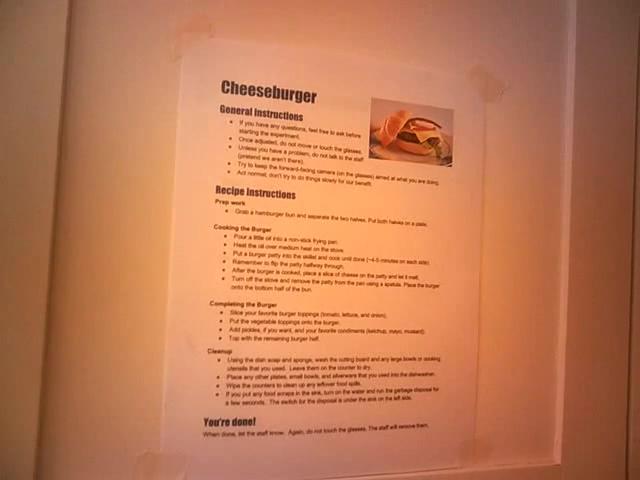 Cheeseburger
General Instructions
• If you have any questions, feel free to ask before
starting the experiment.
• Once adjusted, do not move or touch the glasses.
• Unless you have a problem, do not talk to the staff
(pretend we aren't there).
• Try to keep the forward-facing camera (on the glasses) aimed at what you are doing.
• Act normal; don't try to do things slowly for our benefit.
Recipe Instructions
Prep work
• Grab a hamburger bun and separate the two halves. Put both halves on a plate.
Cooking the Burger
• Pour a little oil into a non-stick frying pan.
• Heat the oil over medium heat on the stove.
• Put a burger patty into the skillet and cook until done (~4-5 minutes on each side).
• Remember to flip the patty halfway through.
• After the burger is cooked, place a slice of cheese on the patty and let it melt.
• Turn off the stove and remove the patty from the pan using a spatula. Place the burger
onto the bottom half of the bun.
Completing the Burger
• Slice your favorite burger toppings (tomato, lettuce, and onion).
• Put the vegetable toppings onto the burger.
• Add pickles, if you want, and your favorite condiments (ketchup, mayo, mustard).
• Top with the remaining burger half.
Cleanup
• Using the dish soap and sponge, wash the cutting board and any large bowls or cooking
utensils that you used. Leave them on the counter to dry.
• Place any other plates, small bowls, and silverware that you used into the dishwasher.
• Wipe the counters to clean up any leftover food spills.
• If you put any food scraps in the sink, turn on the water and run the garbage disposal for
a few seconds. The switch for the disposal is under the sink on the left side.
You're done!
When done, let the staff know. Again, do not touch the glasses. The staff will remove them.